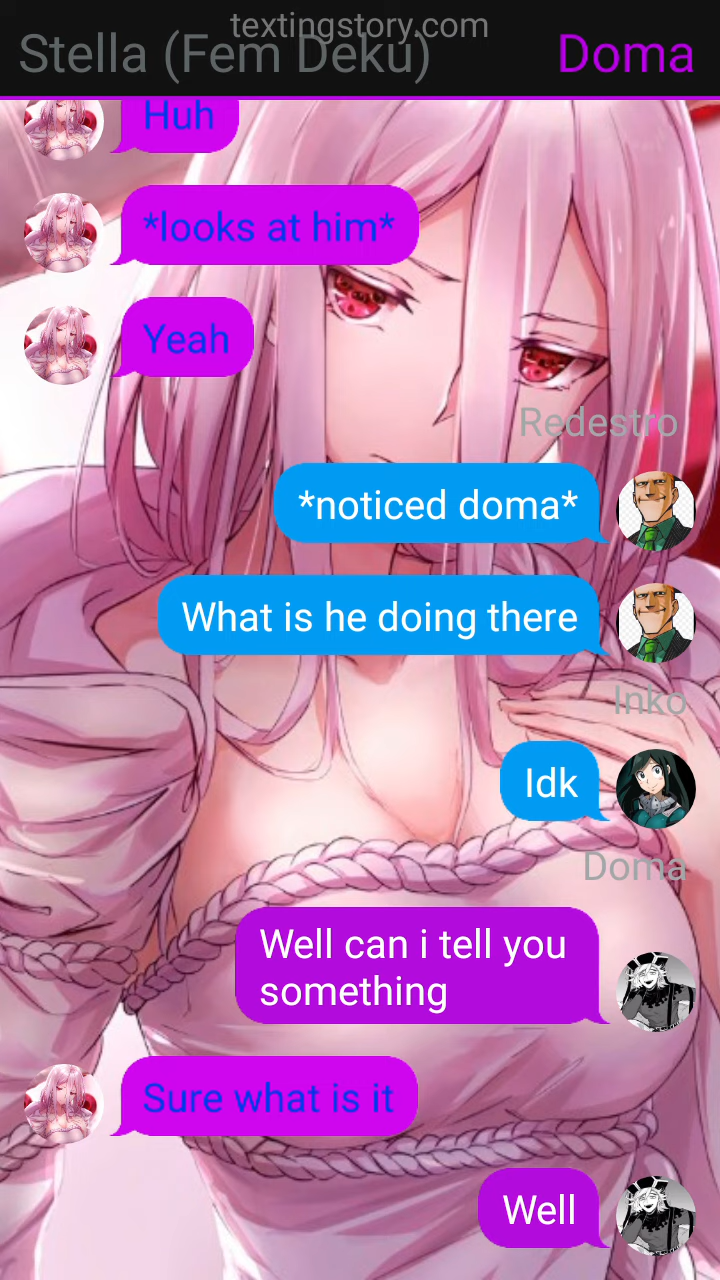 textingstory.com
Stella (Fem Deku)
Doma
Huh
*looks at him*
Yeah
Redestro
*noticed doma*
What is he doing there
Inko
Idk
Doma
Well can i tell you
something
Sure what is it
Well